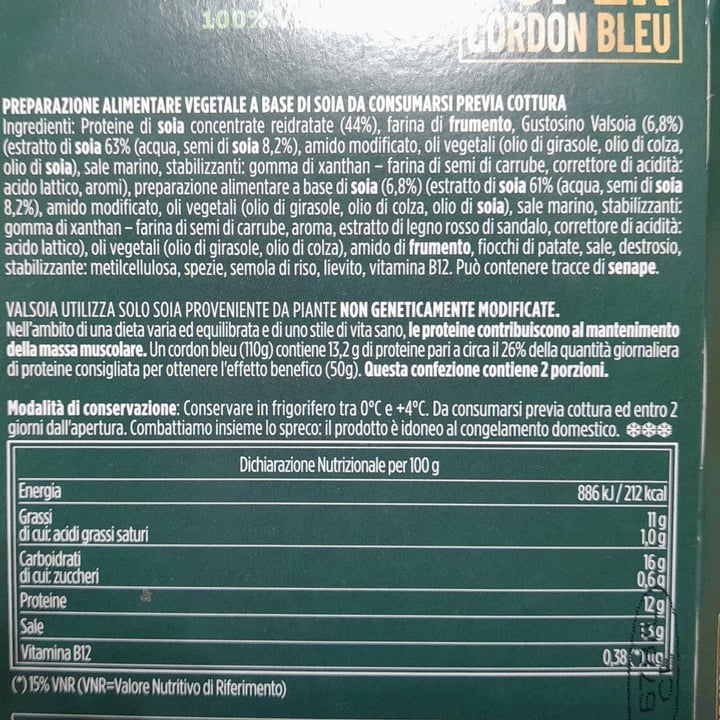 100%
CORDON BLEU
PREPARAZIONE ALIMENTARE VEGETALE A BASE DI SOIA DA CONSUMARSI PREVIA COTTURA
Ingredienti: Proteine di soia concentrate reidratate (44%), farina di frumento, Gustosino Valsoia (6,8%)
(estratto di soia 63% (acqua, semi di soia 8,2%), amido modificato, oli vegetali (olio di girasole, olio di colza,
olio di soia), sale marino, stabilizzanti: gomma di xanthan – farina di semi di carrube, correttore di acidità:
acido lattico, aromi), preparazione alimentare a base di soia (6,8%) (estratto di soia 61% (acqua, semi di soia
8,2%), amido modificato, oli vegetali (olio di girasole, olio di colza, olio di soia), sale marino, stabilizzanti:
gomma di xanthan – farina di semi di carrube, aroma, estratto di legno rosso di sandalo, correttore di acidità:
acido lattico), oli vegetali (olio di girasole, olio di colza), amido di frumento, fiocchi di patate, sale, destrosio,
stabilizzante: metilcellulosa, spezie, semola di riso, lievito, vitamina B12. Può contenere tracce di senape.
VALSOIA UTILIZZA SOLO SOIA PROVENIENTE DA PIANTE NON GENETICAMENTE MODIFICATE.
Nell'ambito di una dieta varia ed equilibrata e di uno stile di vita sano, le proteine contribuiscono al mantenimento
della massa muscolare. Un cordon bleu (110g) contiene 13,2 g di proteine pari a circa il 26% della quantità giornaliera
di proteine consigliata per ottenere l'effetto benefico (50g). Questa confezione contiene 2 porzioni.
Modalità di conservazione: Conservare in frigorifero tra 0°C e +4°C. Da consumarsi previa cottura ed entro 2
giorni dall'apertura. Combattiamo insieme lo spreco: il prodotto è idoneo al congelamento domestico. ❄❄❄
Dichiarazione Nutrizionale per 100 g
Energia 886 kJ / 212 kcal
Grassi 11 g
di cui: acidi grassi saturi 1,0 g
Carboidrati 16 g
di cui: zuccheri 0,6 g
Proteine 12 g
Sale
Vitamina B12 0,38 (*) µg
(*) 15% VNR (VNR=Valore Nutritivo di Riferimento)